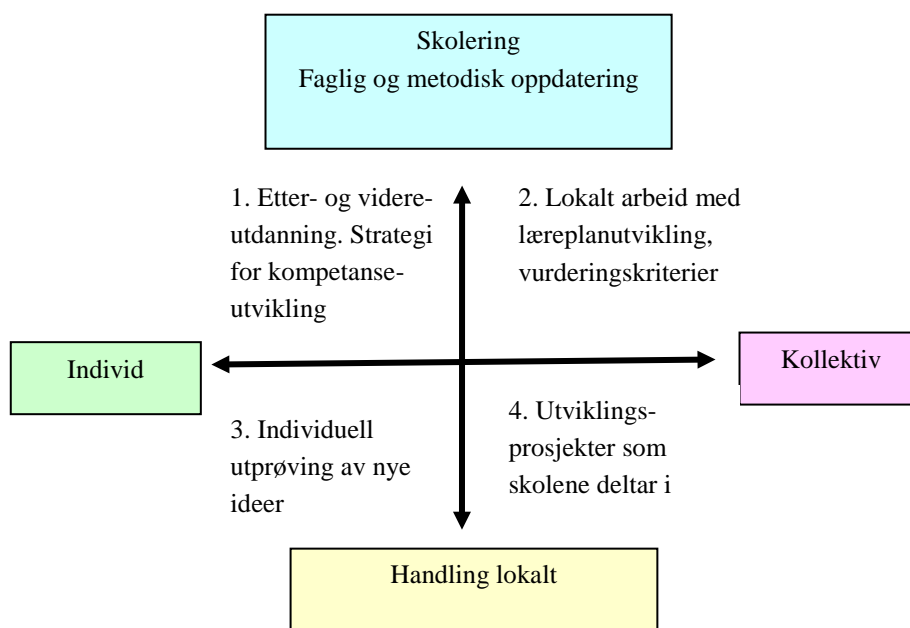 Skolering
Faglig og metodisk oppdatering
1. Etter- og videre-
utdanning. Strategi
for kompetanse-
utvikling
2. Lokalt arbeid med
læreplanutvikling,
vurderingskriterier
Individ
Kollektiv
3. Individuell
utprøving av nye
ideer
4. Utviklings-
prosjekter som
skolene deltar i
Handling lokalt